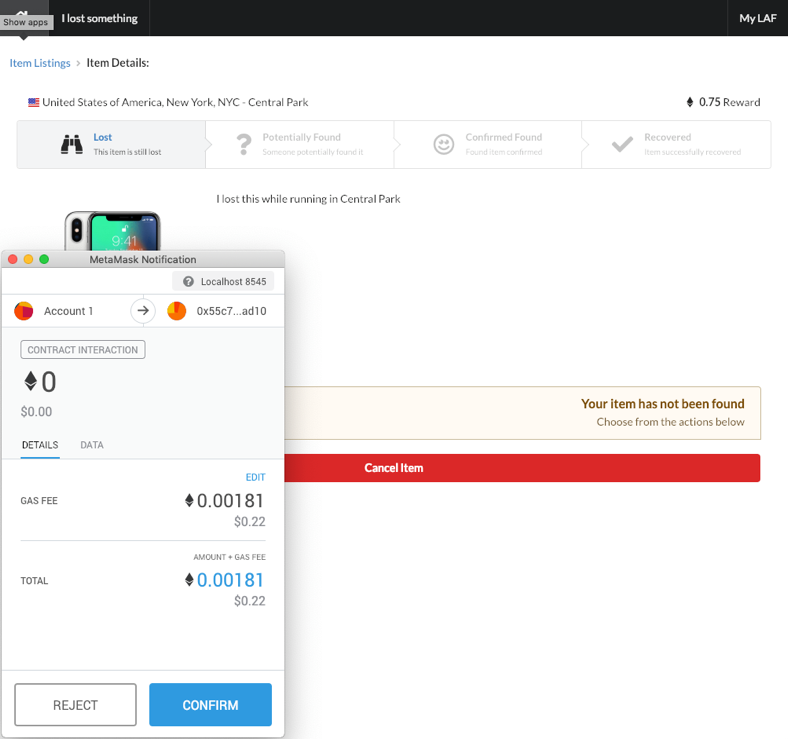 Show apps
I lost something
My LAF
Item Listings > Item Details:
United States of America, New York, NYC - Central Park
0.75 Reward
Lost
This item is still lost
Potentially Found
Someone potentially found it
Confirmed Found
Found item confirmed
Recovered
Item successfully recovered
I lost this while running in Central Park
9:41
MetaMask Notification
Localhost 8545
Account 1
0x55c7...ad10
CONTRACT INTERACTION
0
$0.00
DETAILS
DATA
EDIT
GAS FEE
0.00181
$0.22
AMOUNT + GAS FEE
TOTAL
0.00181
$0.22
REJECT
CONFIRM
Your item has not been found
Choose from the actions below
Cancel Item